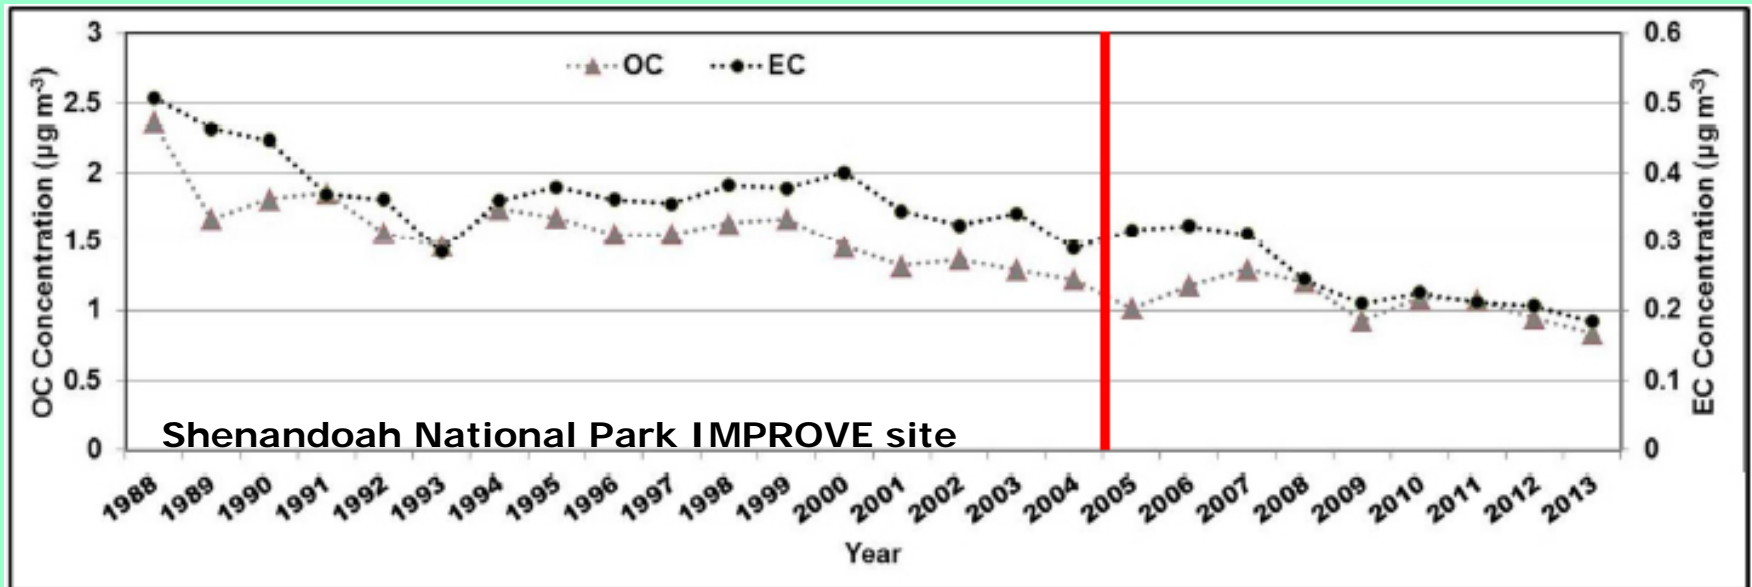 3
0.6
OC
EC
2.5
0.5
2
0.4
1.5
0.3
1
0.2
0.5
0.1
0
0
OC Concentration (µg m-3)
EC Concentration (µg m-3)
Shenandoah National Park IMPROVE site
1988 1989 1990 1991 1992 1993 1994 1995 1996 1997 1998 1999 2000 2001 2002 2003 2004 2005 2006 2007 2008 2009 2010 2011 2012 2013
Year